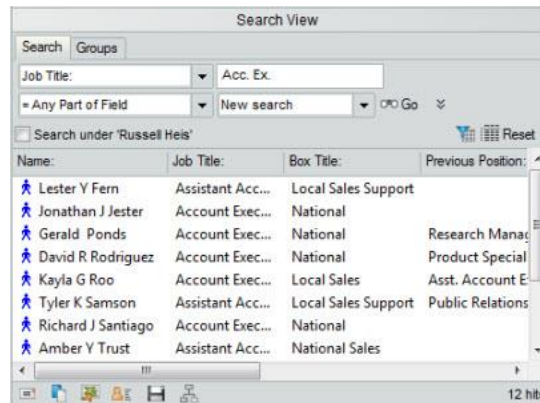 Search View
Search Groups
Job Title: Acc. Ex.
= Any Part of Field New search Go
Search under 'Russell Heis' Reset
Name: Job Title: Box Title: Previous Position:
Lester Y Fern Assistant Acc... Local Sales Support
Jonathan J Jester Account Exec... National
Gerald Ponds Account Exec... National Research Manag
David R Rodriguez Account Exec... National Product Special
Kayla G Roo Account Exec... Local Sales Asst. Account E
Tyler K Samson Assistant Acc... Local Sales Support Public Relations
Richard J Santiago Account Exec... National
Amber Y Trust Assistant Acc... National Sales
12 hits